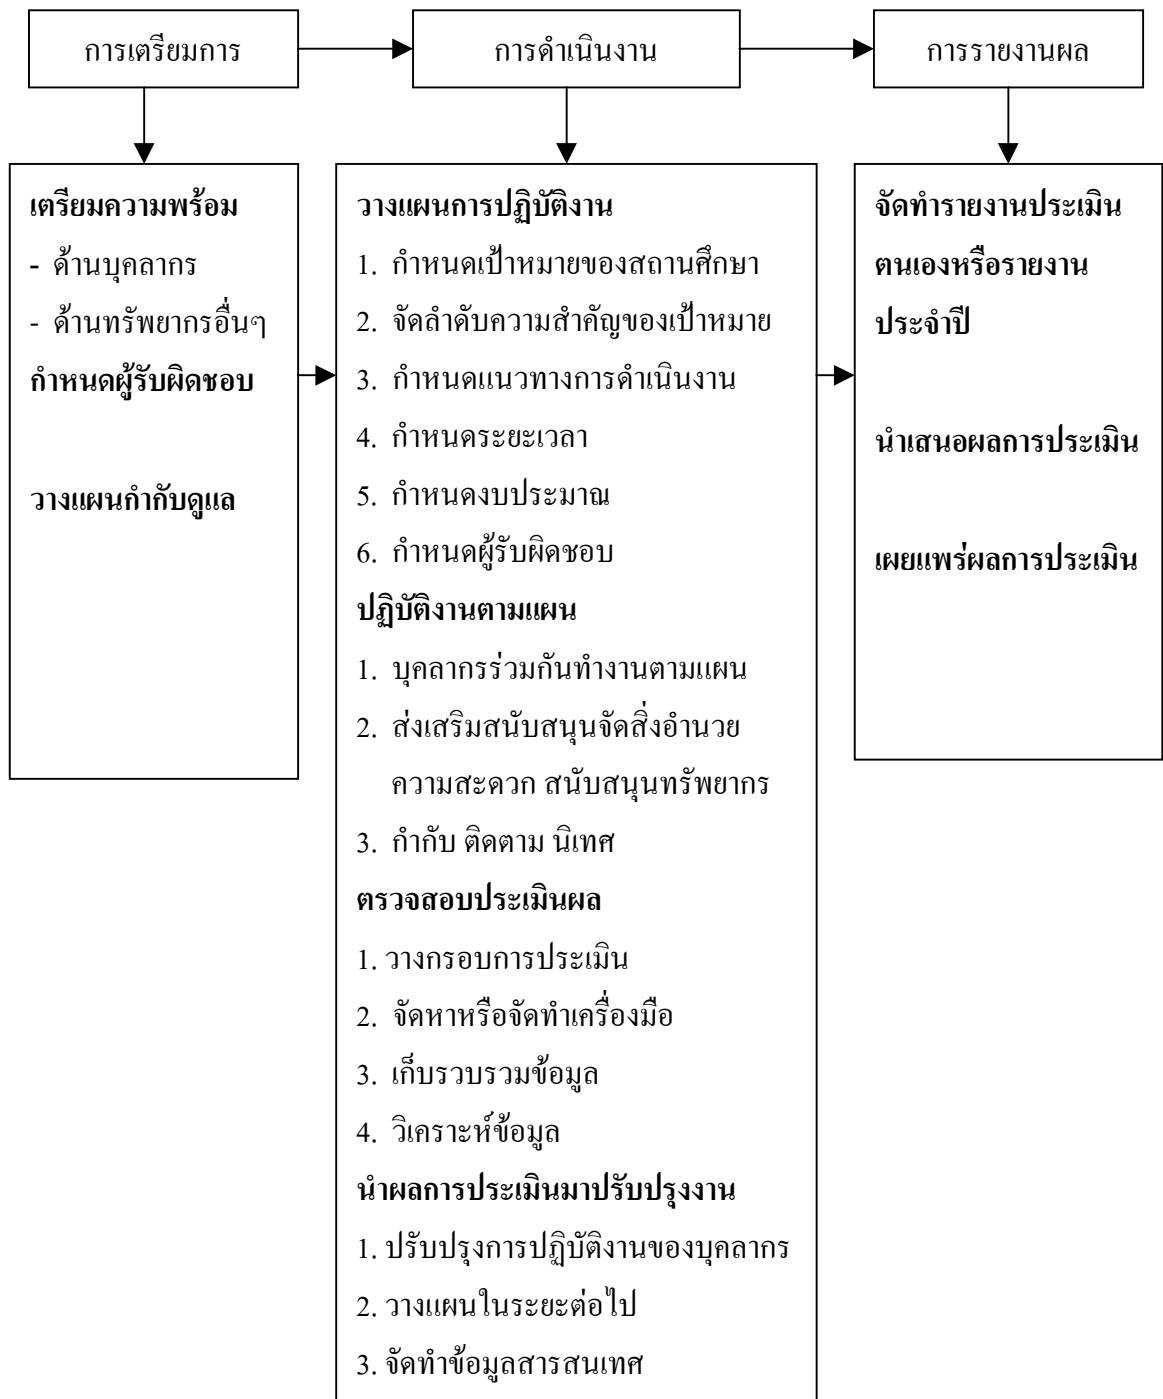 การเตรียมการ
การดำเนินงาน
การรายงานผล
เตรียมความพร้อม
- ด้านบุคลากร
- ด้านทรัพยากรอื่นๆ
กำหนดผู้รับผิดชอบ
วางแผนกำกับดูแล
วางแผนการปฏิบัติงาน
1. กำหนดเป้าหมายของสถานศึกษา
2. จัดลำดับความสำคัญของเป้าหมาย
3. กำหนดแนวทางการดำเนินงาน
4. กำหนดระยะเวลา
5. กำหนดงบประมาณ
6. กำหนดผู้รับผิดชอบ
ปฏิบัติงานตามแผน
1. บุคลากรร่วมกันทำงานตามแผน
2. ส่งเสริมสนับสนุนจัดสิ่งอำนวย
ความสะดวก สนับสนุนทรัพยากร
3. กำกับ ติดตาม นิเทศ
ตรวจสอบประเมินผล
1. วางกรอบการประเมิน
2. จัดหาหรือจัดทำเครื่องมือ
3. เก็บรวบรวมข้อมูล
4. วิเคราะห์ข้อมูล
นำผลการประเมินมาปรับปรุงงาน
1. ปรับปรุงการปฏิบัติงานของบุคลากร
2. วางแผนในระยะต่อไป
3. จัดทำข้อมูลสารสนเทศ
จัดทำรายงานประเมิน
ตนเองหรือรายงาน
ประจำปี
นำเสนอผลการประเมิน
เผยแพร่ผลการประเมิน